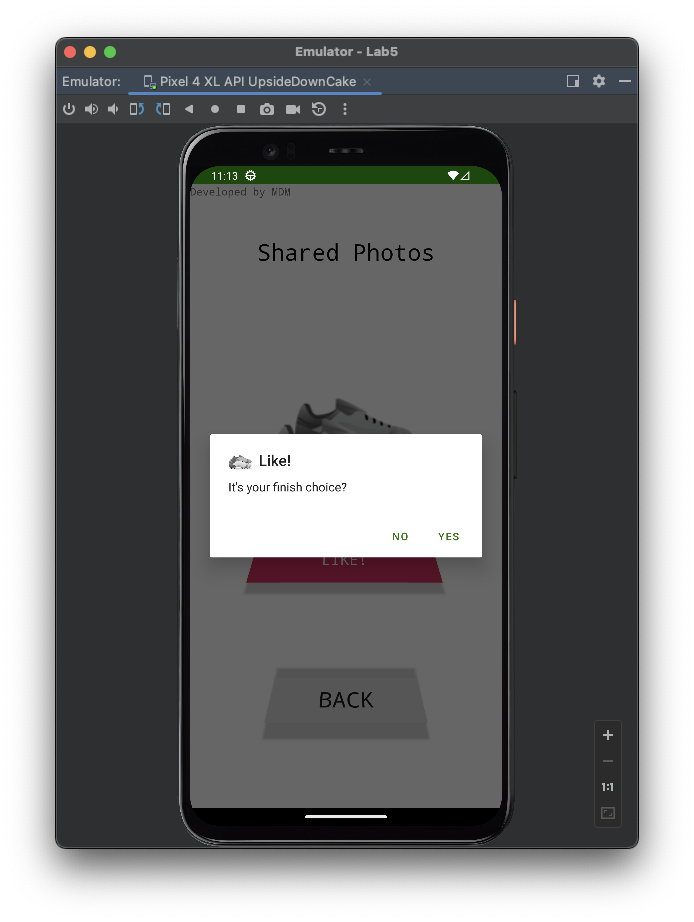 Emulator - Lab5
Emulator: Pixel 4 XL API UpsideDownCake
11:13
Developed by MDM
Shared Photos
Like!
It's your finish choice?
NO YES
LIKE!
BACK
1:1